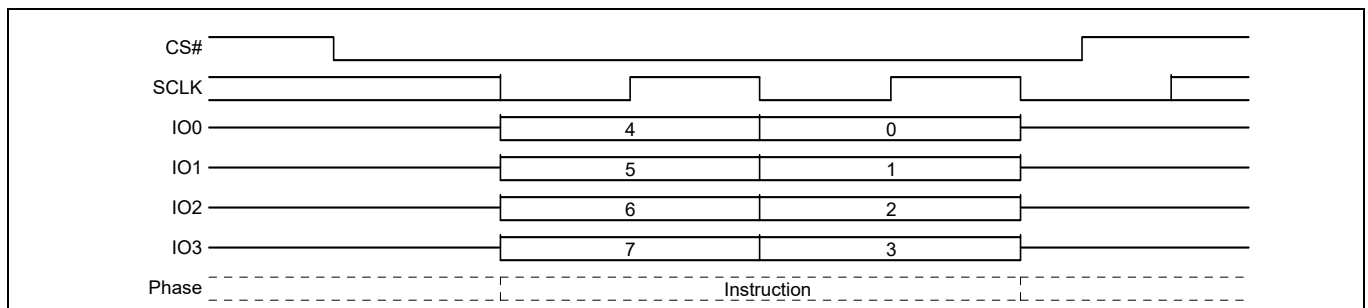 CS#
SCLK
IO0 4 0
IO1 5 1
IO2 6 2
IO3 7 3
Phase Instruction